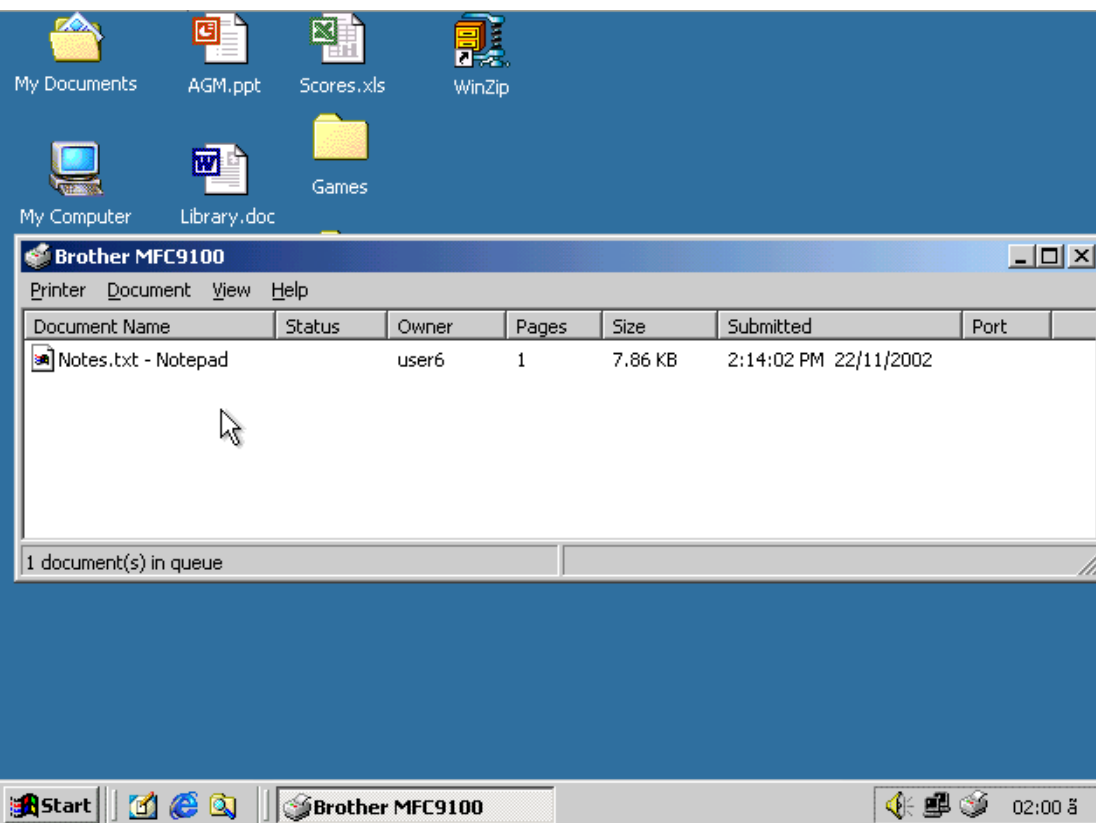 My Documents AGM.ppt Scores.xls WinZip
Games
My Computer Library.doc
Brother MFC9100
Printer Document View Help
Document Name Status Owner Pages Size Submitted Port
Notes.txt - Notepad user6 1 7.86 KB 2:14:02 PM 22/11/2002
1 document(s) in queue
Start Brother MFC9100 02:00 ã